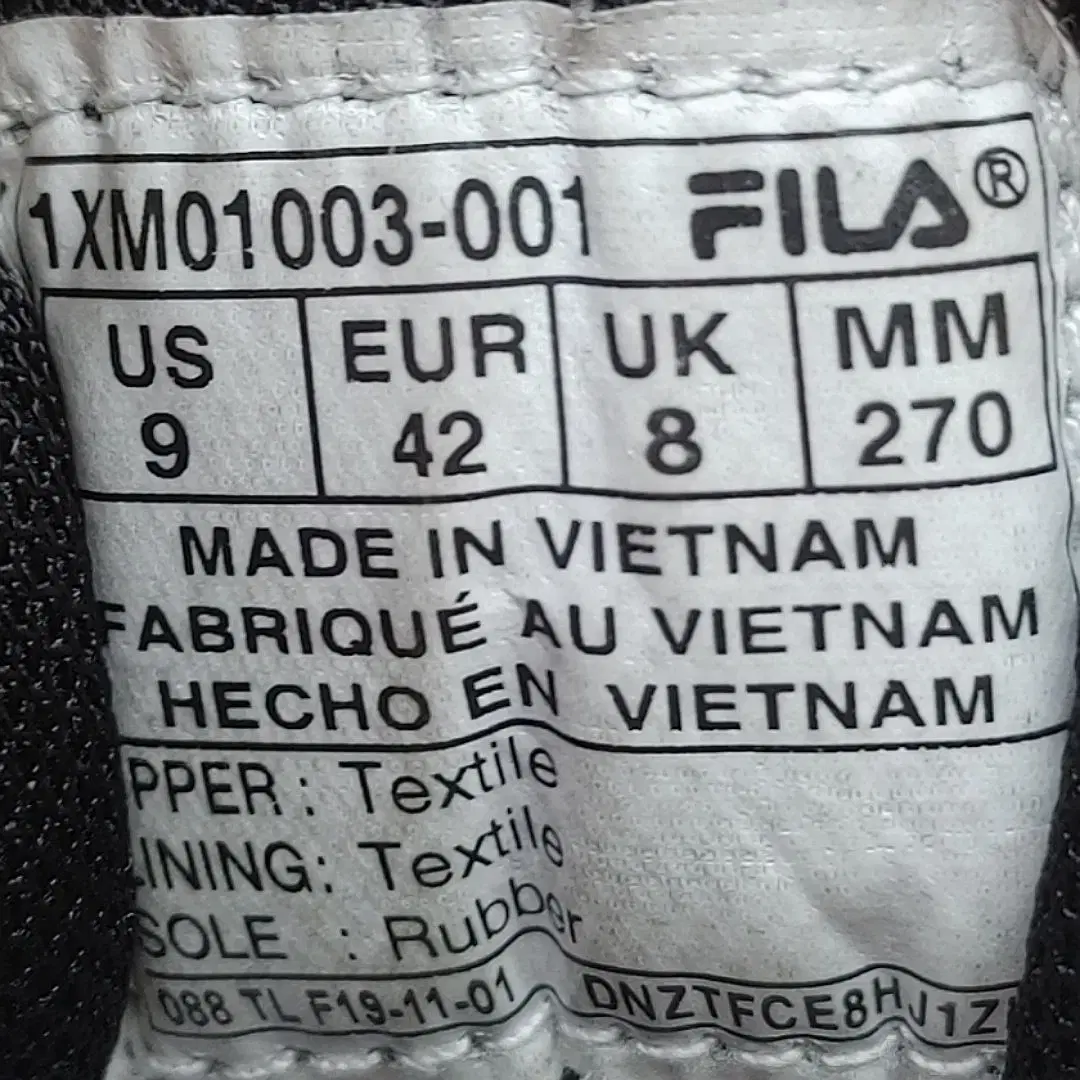 1XM01003-001 FILA®
US EUR UK MM
9 42 8 270
MADE IN VIETNAM
FABRIQUÉ AU VIETNAM
HECHO EN VIETNAM
PPER : Textile
INING: Textile
SOLE : Rubber
088 TL F19-11-01 DNZTFCE8HJ1Z